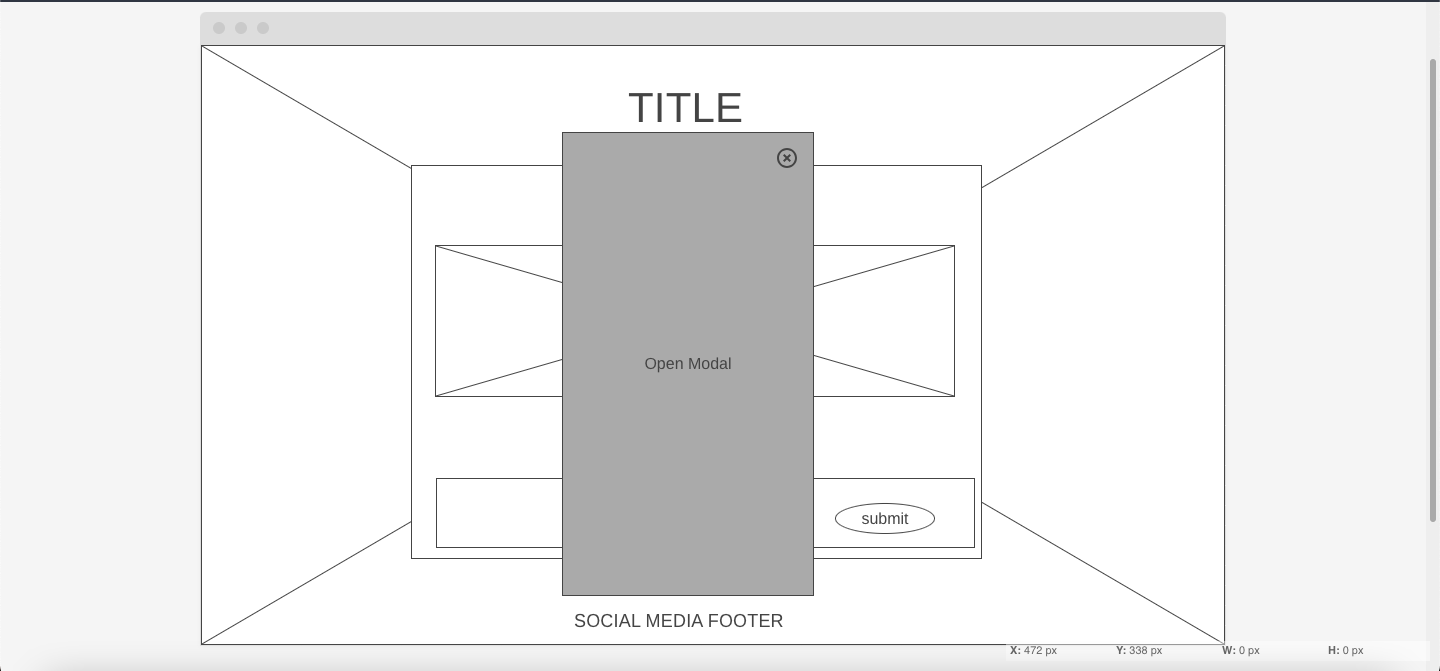 TITLE
Open Modal
submit
SOCIAL MEDIA FOOTER
X: 472 px Y: 338 px W: 0 px H: 0 px